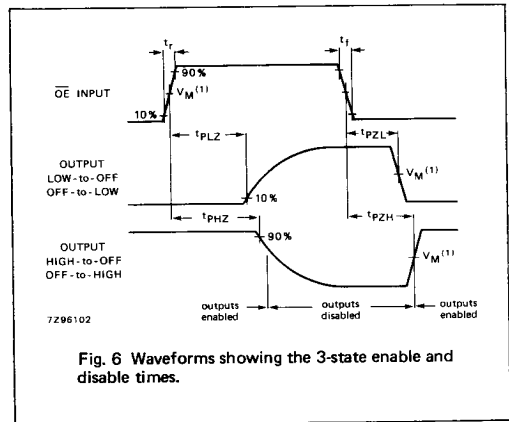 tr
tf
90%
VM(1)
OE INPUT
10%
tPLZ
tPZL
OUTPUT
LOW-to-OFF
OFF-to-LOW
VM(1)
10%
tPHZ
tPZH
90%
OUTPUT
HIGH-to-OFF
OFF-to-HIGH
VM(1)
outputs
enabled
outputs
disabled
outputs
enabled
7Z96102
Fig. 6 Waveforms showing the 3-state enable and
disable times.